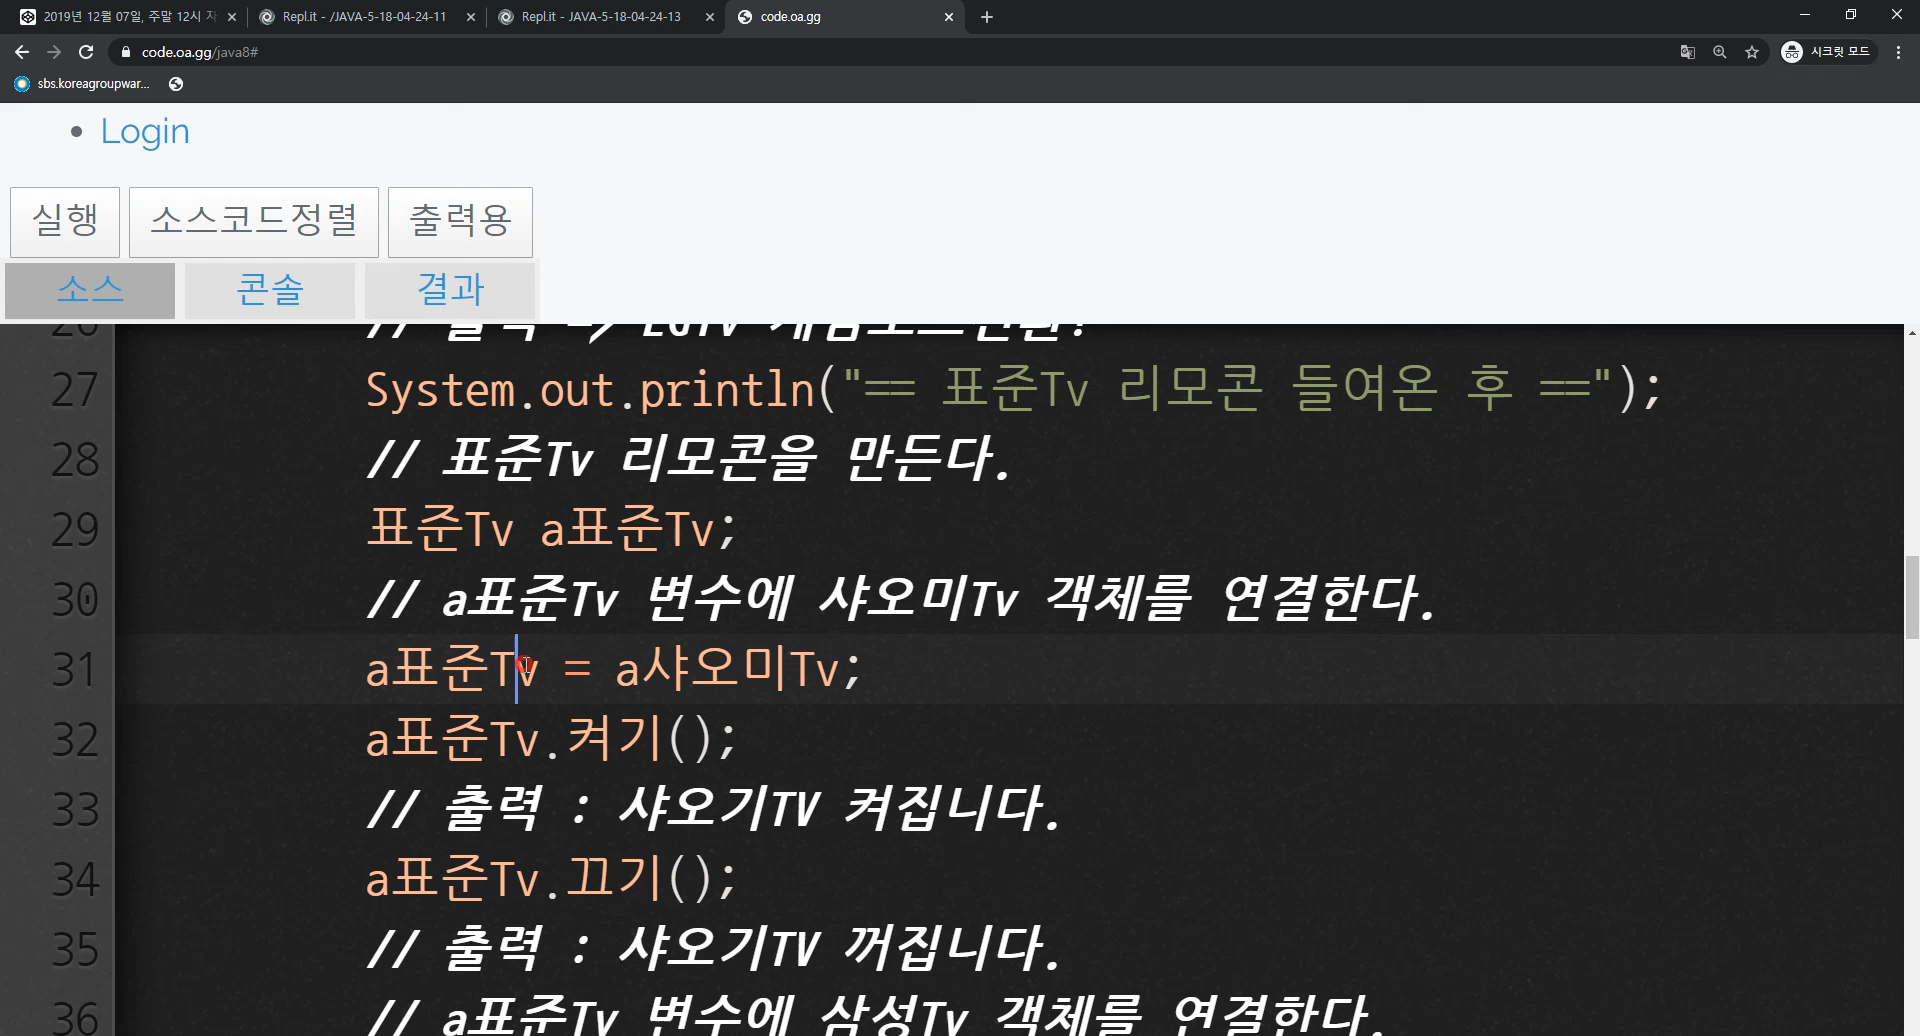 2019년 12월 07일, 주말 12시 자
Repl.it - /JAVA-5-18-04-24-11
Repl.it - JAVA-5-18-04-24-13
code.oa.gg
code.oa.gg/java8#
시크릿 모드
sbs.koreagroupwar...
Login
실행 소스코드정렬 출력용
소스 콘솔 결과
27 System.out.println("== 표준Tv 리모콘 들여온 후 ==");
28 // 표준Tv 리모콘을 만든다.
29 표준Tv a표준Tv;
30 // a표준Tv 변수에 샤오미Tv 객체를 연결한다.
31 a표준Tv = a샤오미Tv;
32 a표준Tv.켜기();
33 // 출력 : 샤오기TV 켜집니다.
34 a표준Tv.끄기();
35 // 출력 : 샤오기TV 꺼집니다.
36 // a표준Tv 변수에 삼성Tv 객체를 연결한다.